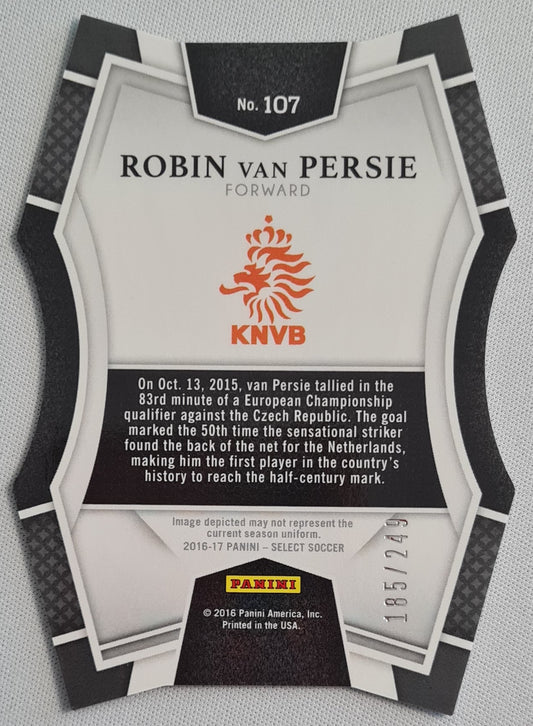 No. 107
ROBIN VAN PERSIE
FORWARD
KNVB
On Oct. 13, 2015, van Persie tallied in the
83rd minute of a European Championship
qualifier against the Czech Republic. The goal
marked the 50th time the sensational striker
found the back of the net for the Netherlands,
making him the first player in the country's
history to reach the half-century mark.
Image depicted may not represent the
current season uniform.
2016-17 PANINI – SELECT SOCCER
185/249
PANINI
© 2016 Panini America, Inc.
Printed in the USA.